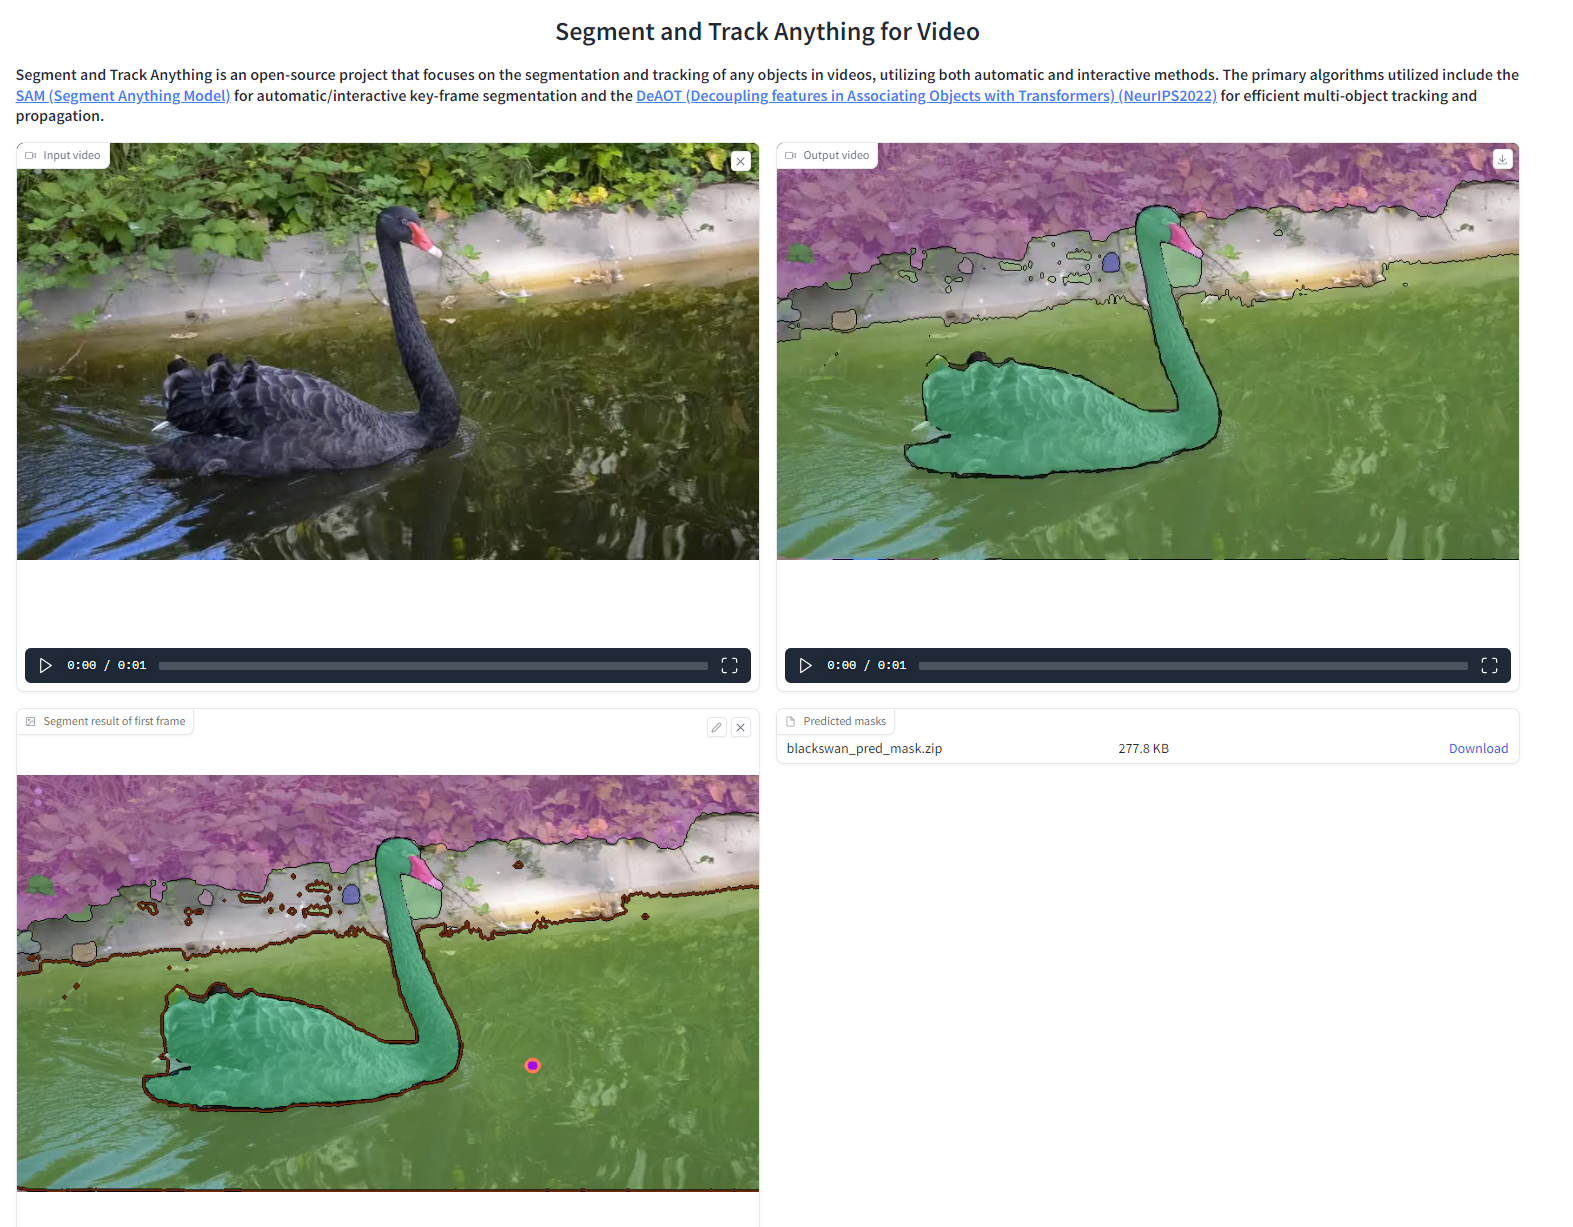 Segment and Track Anything for Video
Segment and Track Anything is an open-source project that focuses on the segmentation and tracking of any objects in videos, utilizing both automatic and interactive methods. The primary algorithms utilized include the
SAM (Segment Anything Model) for automatic/interactive key-frame segmentation and the DeAOT (Decoupling features in Associating Objects with Transformers) (NeurIPS2022) for efficient multi-object tracking and
propagation.
Input video
Output video
0:00 / 0:01
0:00 / 0:01
Segment result of first frame
Predicted masks
blackswan_pred_mask.zip 277.8 KB Download